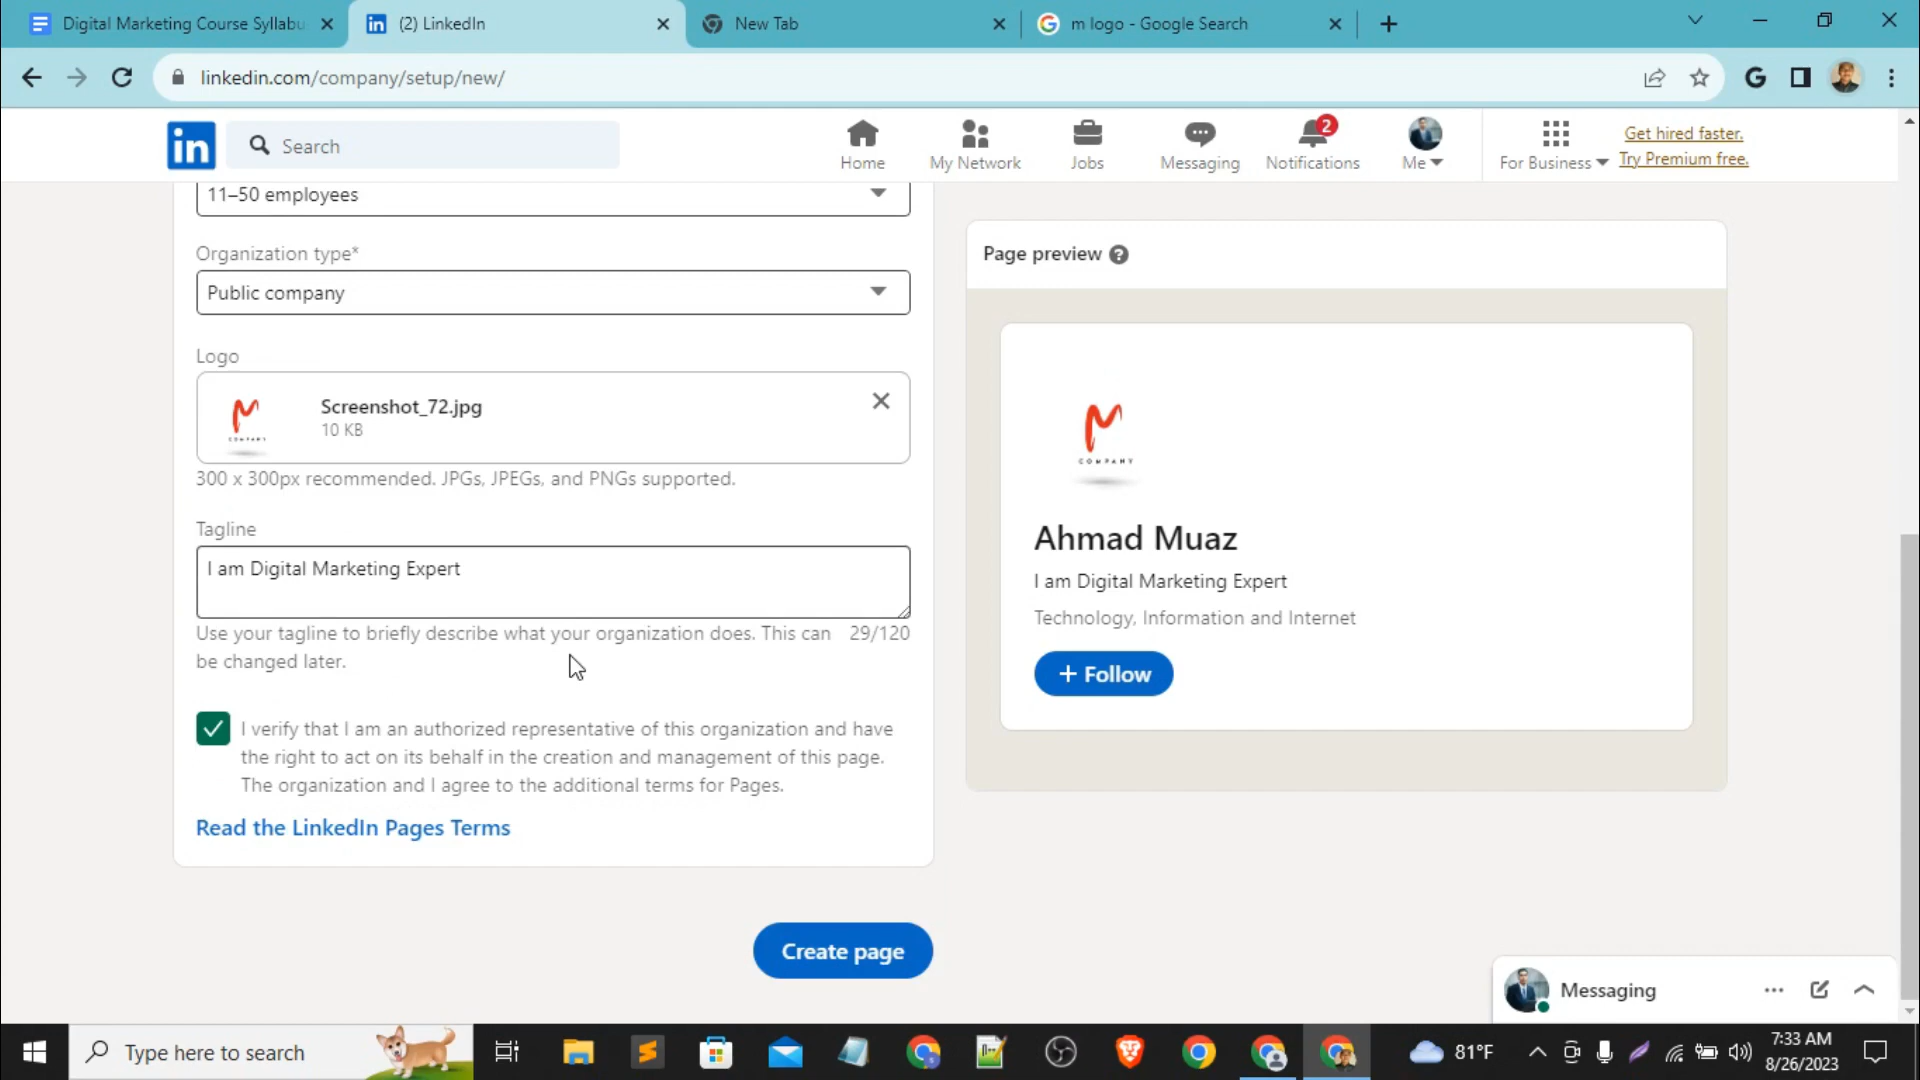 Digital Marketing Course Syllabu
(2) LinkedIn
New Tab
m logo - Google Search
linkedin.com/company/setup/new/
Search
Home
My Network
Jobs
Messaging
2
Notifications
Me
For Business
Get hired faster.
Try Premium free.
11–50 employees
Organization type*
Public company
Logo
COMPANY
Screenshot_72.jpg
10 KB
300 x 300px recommended. JPGs, JPEGs, and PNGs supported.
Tagline
I am Digital Marketing Expert
Use your tagline to briefly describe what your organization does. This can be changed later.
29/120
I verify that I am an authorized representative of this organization and have
the right to act on its behalf in the creation and management of this page.
The organization and I agree to the additional terms for Pages.
Read the LinkedIn Pages Terms
Create page
Page preview
COMPANY
Ahmad Muaz
I am Digital Marketing Expert
Technology, Information and Internet
+ Follow
Messaging
Type here to search
81°F
7:33 AM
8/26/2023